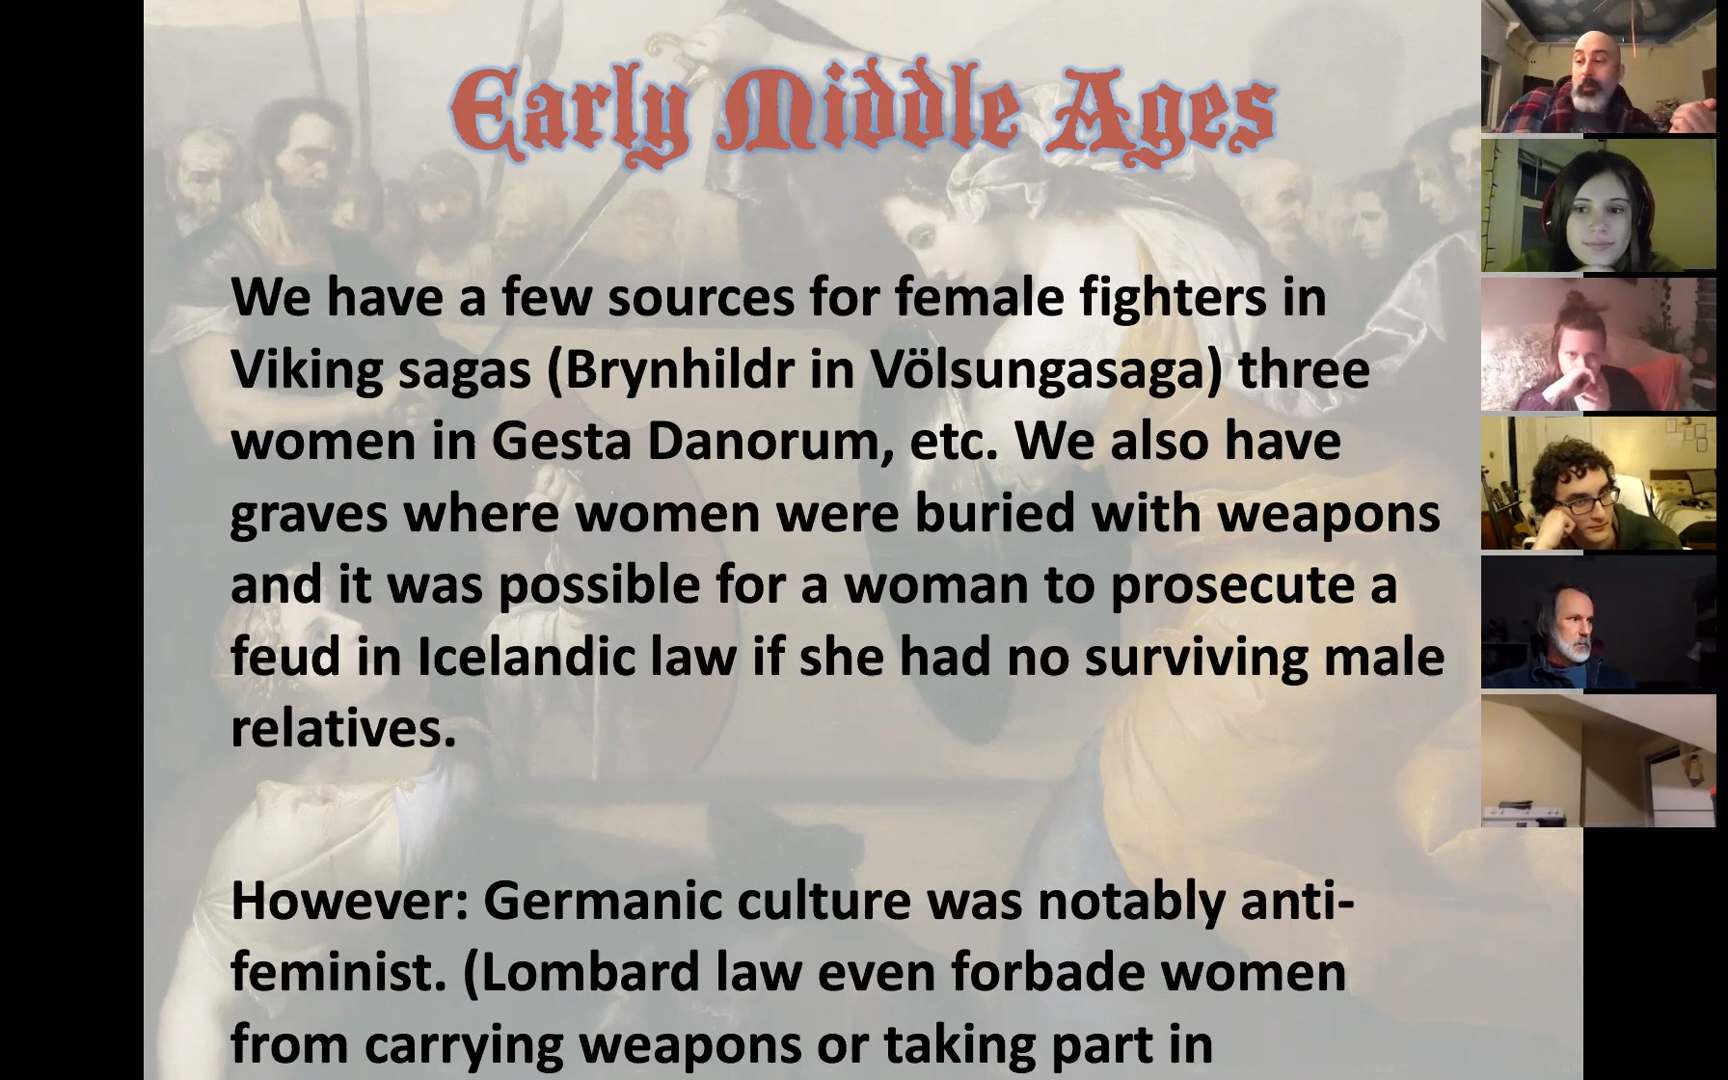 Early Middle Ages
We have a few sources for female fighters in
Viking sagas (Brynhildr in Völsungasaga) three
women in Gesta Danorum, etc. We also have
graves where women were buried with weapons
and it was possible for a woman to prosecute a
feud in Icelandic law if she had no surviving male
relatives.
However: Germanic culture was notably anti-
feminist. (Lombard law even forbade women
from carrying weapons or taking part in